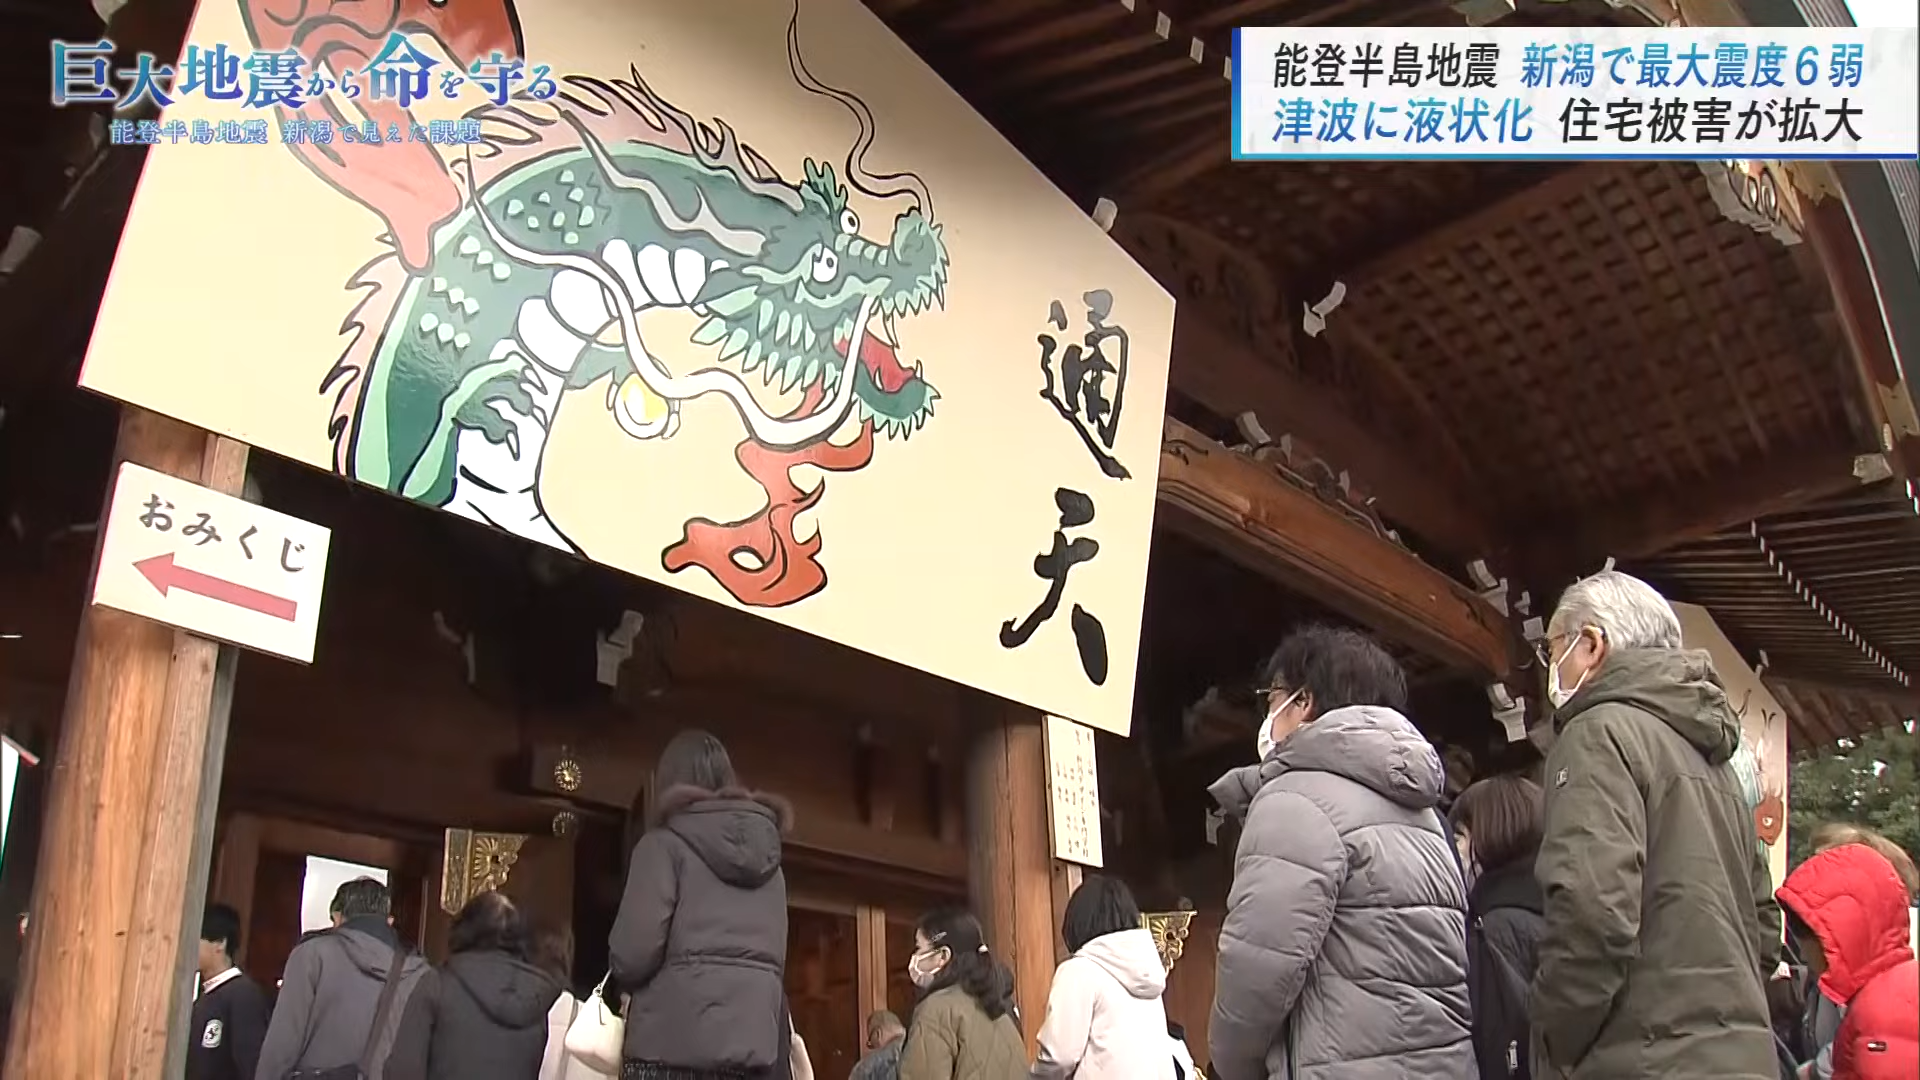 巨大地震から命を守る
能登半島地震 新潟で見えた課題
能登半島地震 新潟で最大震度6弱
津波に液状化 住宅被害が拡大
通天
おみくじ